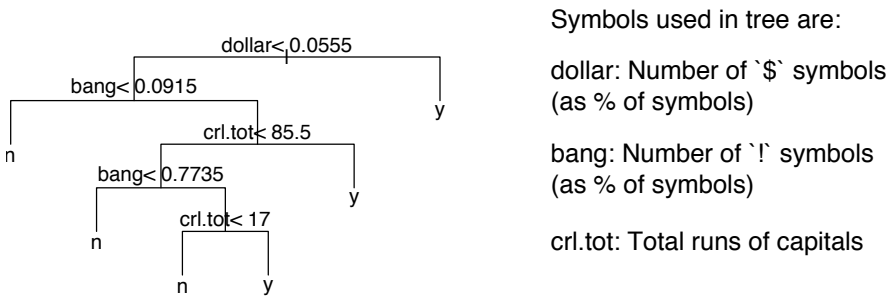 dollar< 0.0555
bang< 0.0915
y
n
crl.tot< 85.5
bang< 0.7735
y
n
crl.tot< 17
n
y
Symbols used in tree are:
dollar: Number of `$` symbols
(as % of symbols)
bang: Number of `!` symbols
(as % of symbols)
crl.tot: Total runs of capitals